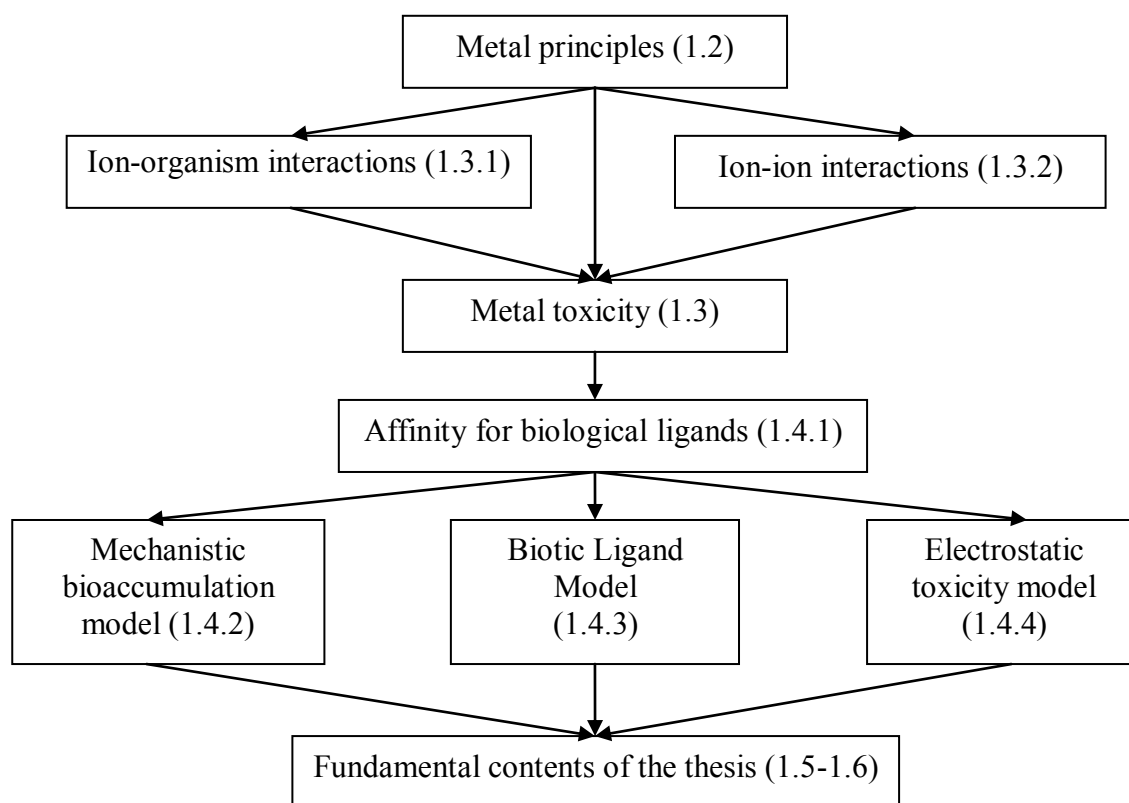 Metal principles (1.2)
Ion-organism interactions (1.3.1)
Ion-ion interactions (1.3.2)
Metal toxicity (1.3)
Affinity for biological ligands (1.4.1)
Mechanistic
bioaccumulation
model (1.4.2)
Biotic Ligand
Model
(1.4.3)
Electrostatic
toxicity model
(1.4.4)
Fundamental contents of the thesis (1.5-1.6)